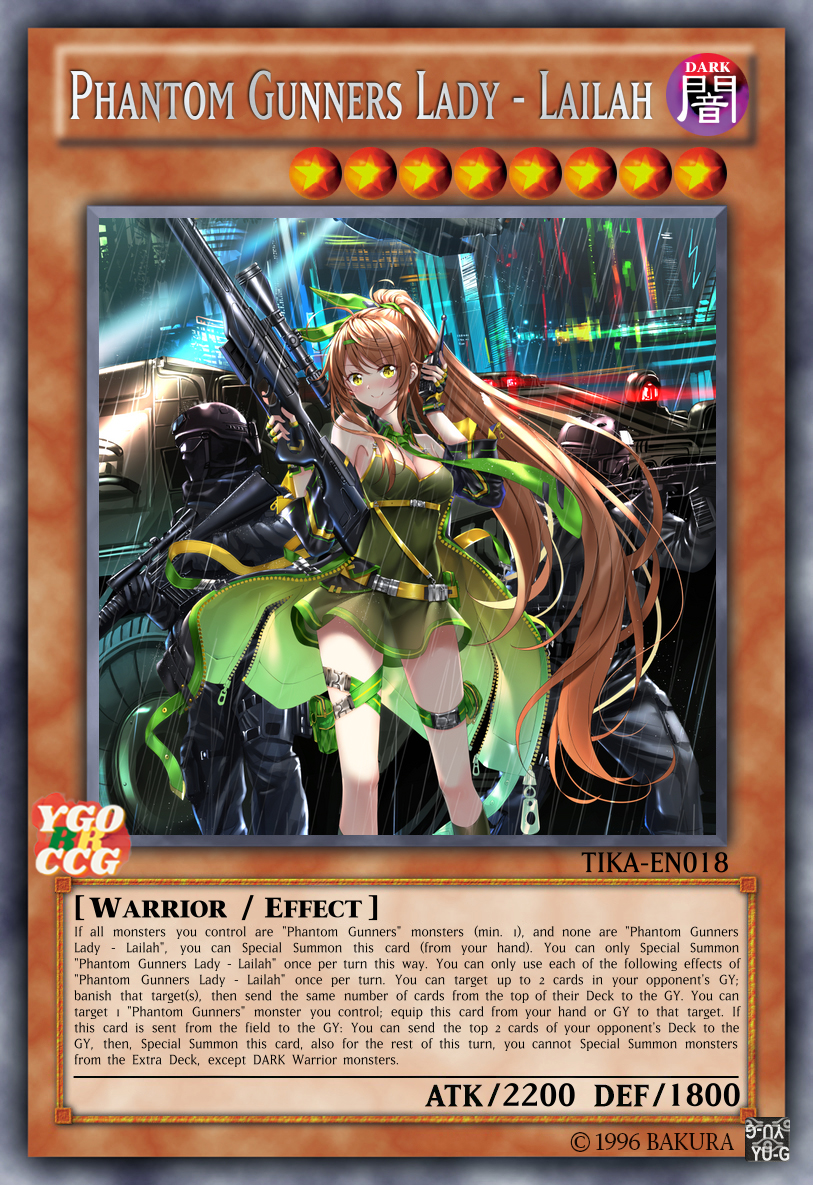 PHANTOM GUNNERS LADY - LAILAH
DARK
闇
YGO
RR
CCG
TIKA-EN018
[ WARRIOR / EFFECT ]
If all monsters you control are "Phantom Gunners" monsters (min. 1), and none are "Phantom Gunners
Lady - Lailah", you can Special Summon this card (from your hand). You can only Special Summon
"Phantom Gunners Lady - Lailah" once per turn this way. You can only use each of the following effects of
"Phantom Gunners Lady - Lailah" once per turn. You can target up to 2 cards in your opponent's GY;
banish that target(s), then send the same number of cards from the top of their Deck to the GY. You can
target 1 "Phantom Gunners" monster you control; equip this card from your hand or GY to that target. If
this card is sent from the field to the GY: You can send the top 2 cards of your opponent's Deck to the
GY, then, Special Summon this card, also for the rest of this turn, you cannot Special Summon monsters
from the Extra Deck, except DARK Warrior monsters.
ATK/2200 DEF/1800
© 1996 BAKURA
YU-G
YU-G